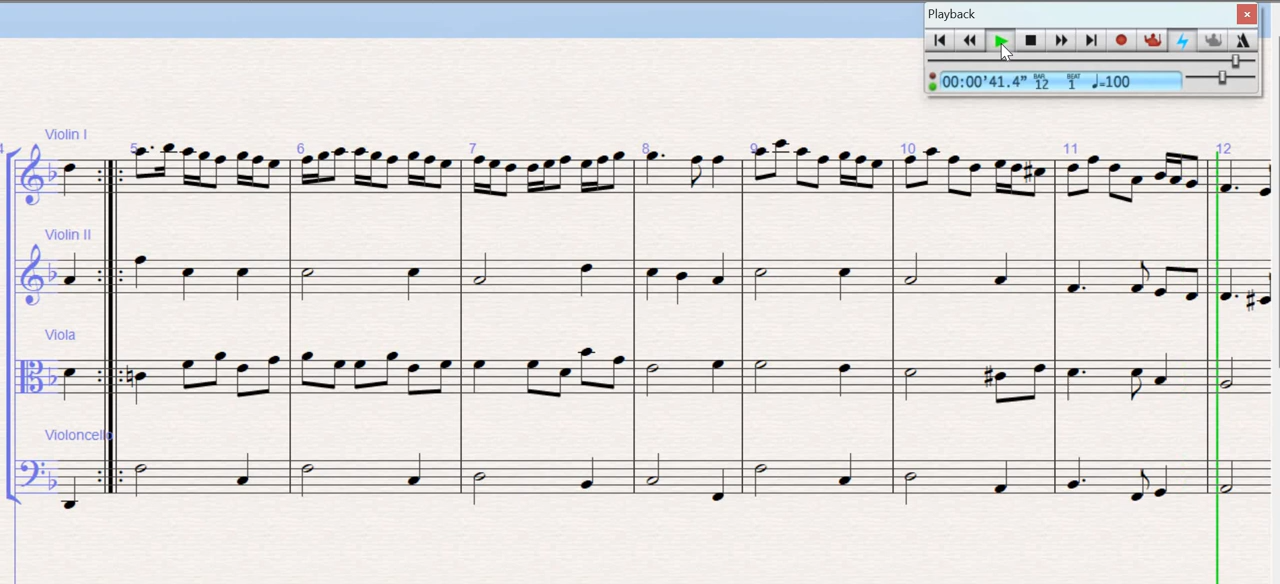 Playback
00:00'41.4" BAR 12 BEAT 1 ♩=100
Violin I
4 5 6 7 8 9 10 11 12
Violin II
Viola
Violoncello